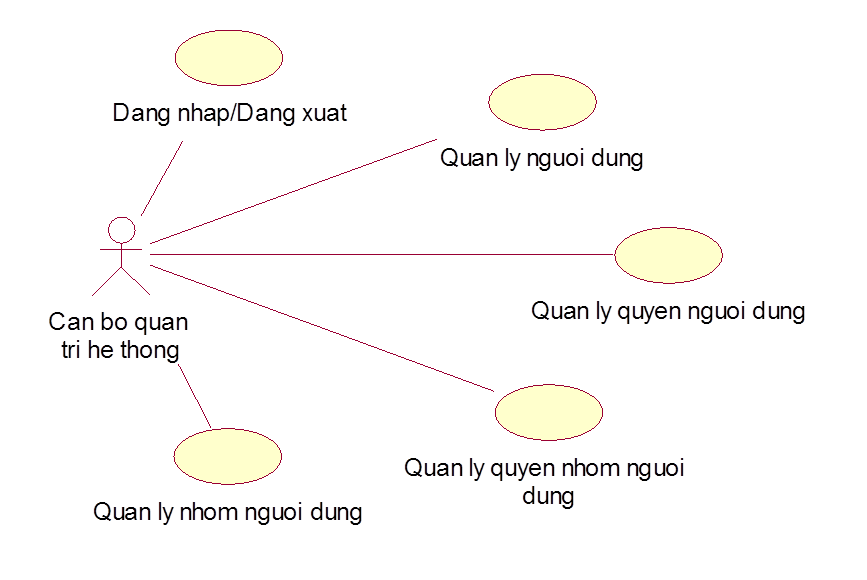 Dang nhap/Dang xuat
Quan ly nguoi dung
Quan ly quyen nguoi dung
Can bo quan
tri he thong
Quan ly quyen nhom nguoi
dung
Quan ly nhom nguoi dung